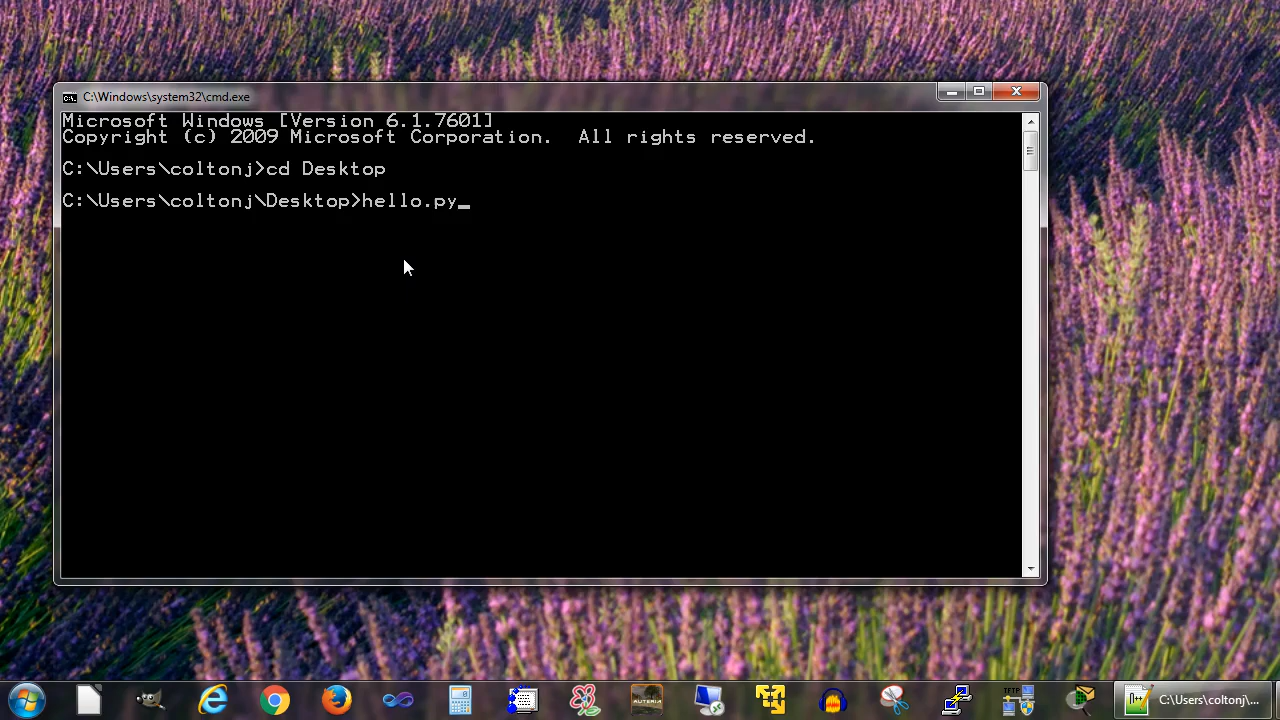 C:\Windows\system32\cmd.exe
Microsoft Windows [Version 6.1.7601]
Copyright (c) 2009 Microsoft Corporation.  All rights reserved.
C:\Users\coltonj>cd Desktop
C:\Users\coltonj\Desktop>hello.py_
C:\Users\coltonj\...